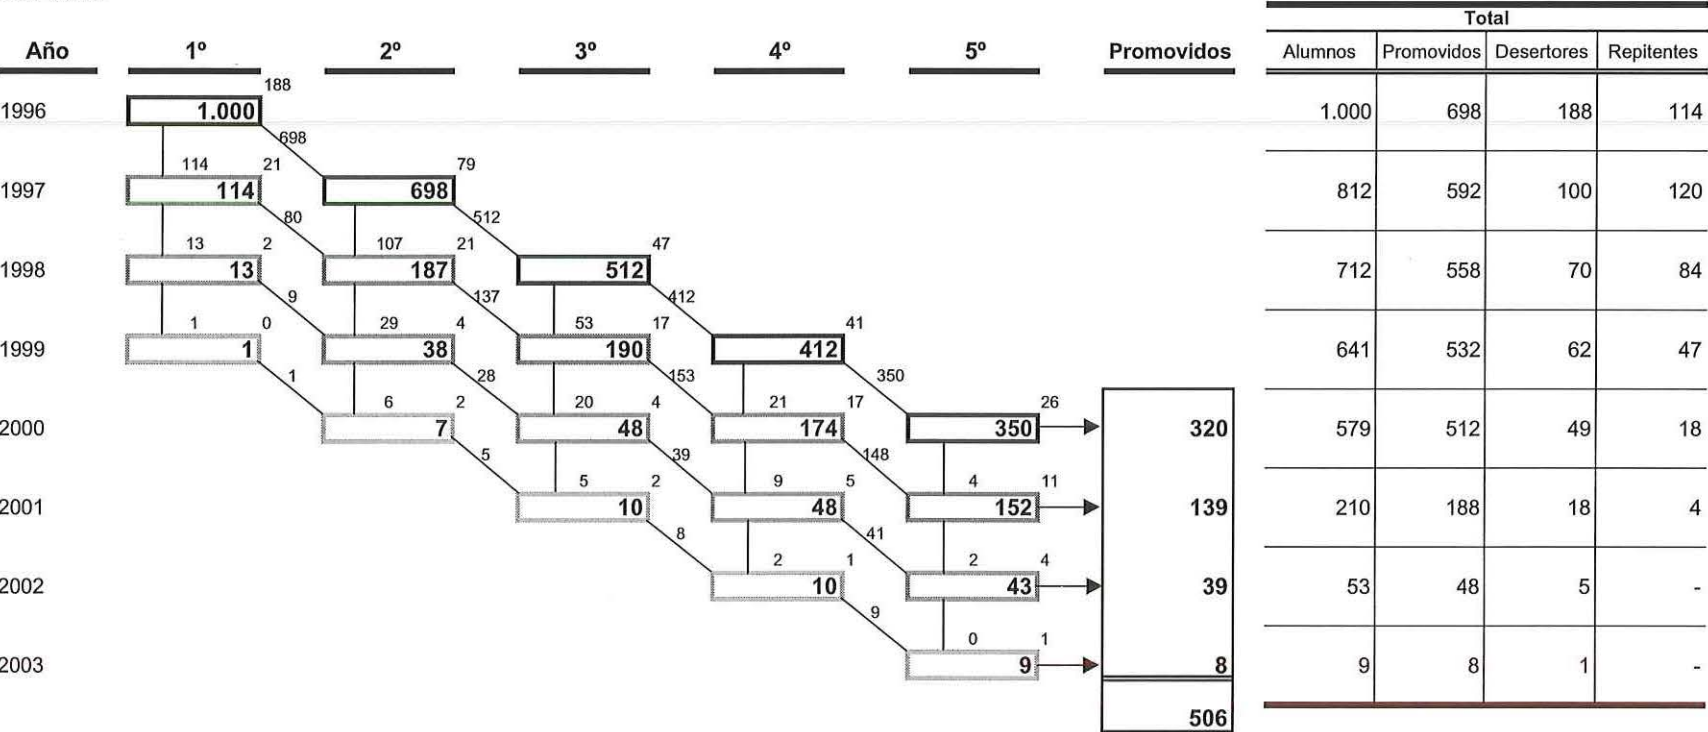 Total
Año 1º 2º 3º 4º 5º Promovidos Alumnos Promovidos Desertores Repitentes
188
1996 1.000 1.000 698 188 114
698
114 21 79
1997 114 698 812 592 100 120
80 512
13 2 107 21 47
1998 13 187 512 712 558 70 84
9 137 412
1 0 29 4 53 17 41
1999 1 38 190 412 641 532 62 47
1 28 153 350
6 2 20 4 21 17 26
2000 7 48 174 350 320 579 512 49 18
5 39 148
5 2 9 5 4 11
2001 10 48 152 139 210 188 18 4
8 41
2 1 2 4
2002 10 43 39 53 48 5 -
9
0 1
2003 9 8 9 8 1 -
506